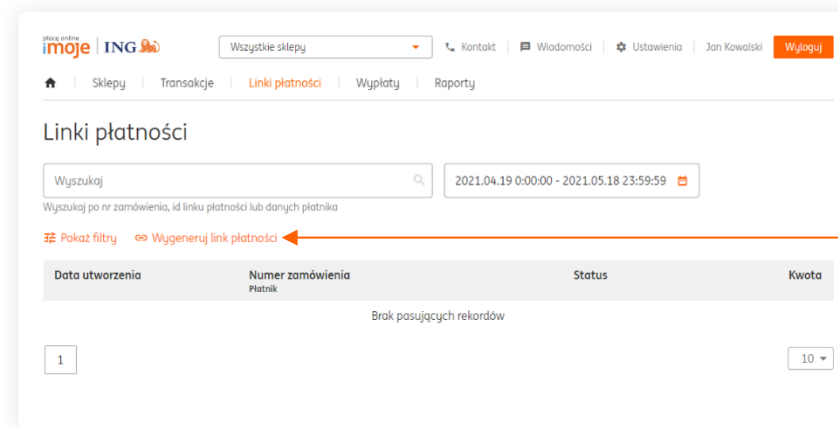 płacę online
imoje ING Wszystkie sklepy Kontakt Wiadomości Ustawienia Jan Kowalski Wyloguj
Sklepy Transakcje Linki płatności Wypłaty Raporty
Linki płatności
Wyszukaj 2021.04.19 0:00:00 - 2021.05.18 23:59:59
Wyszukaj po nr zamówienia, id linku płatności lub danych płatnika
Pokaż filtry Wygeneruj link płatności
Data utworzenia Numer zamówienia Status Kwota
Płatnik
Brak pasujących rekordów
1 10